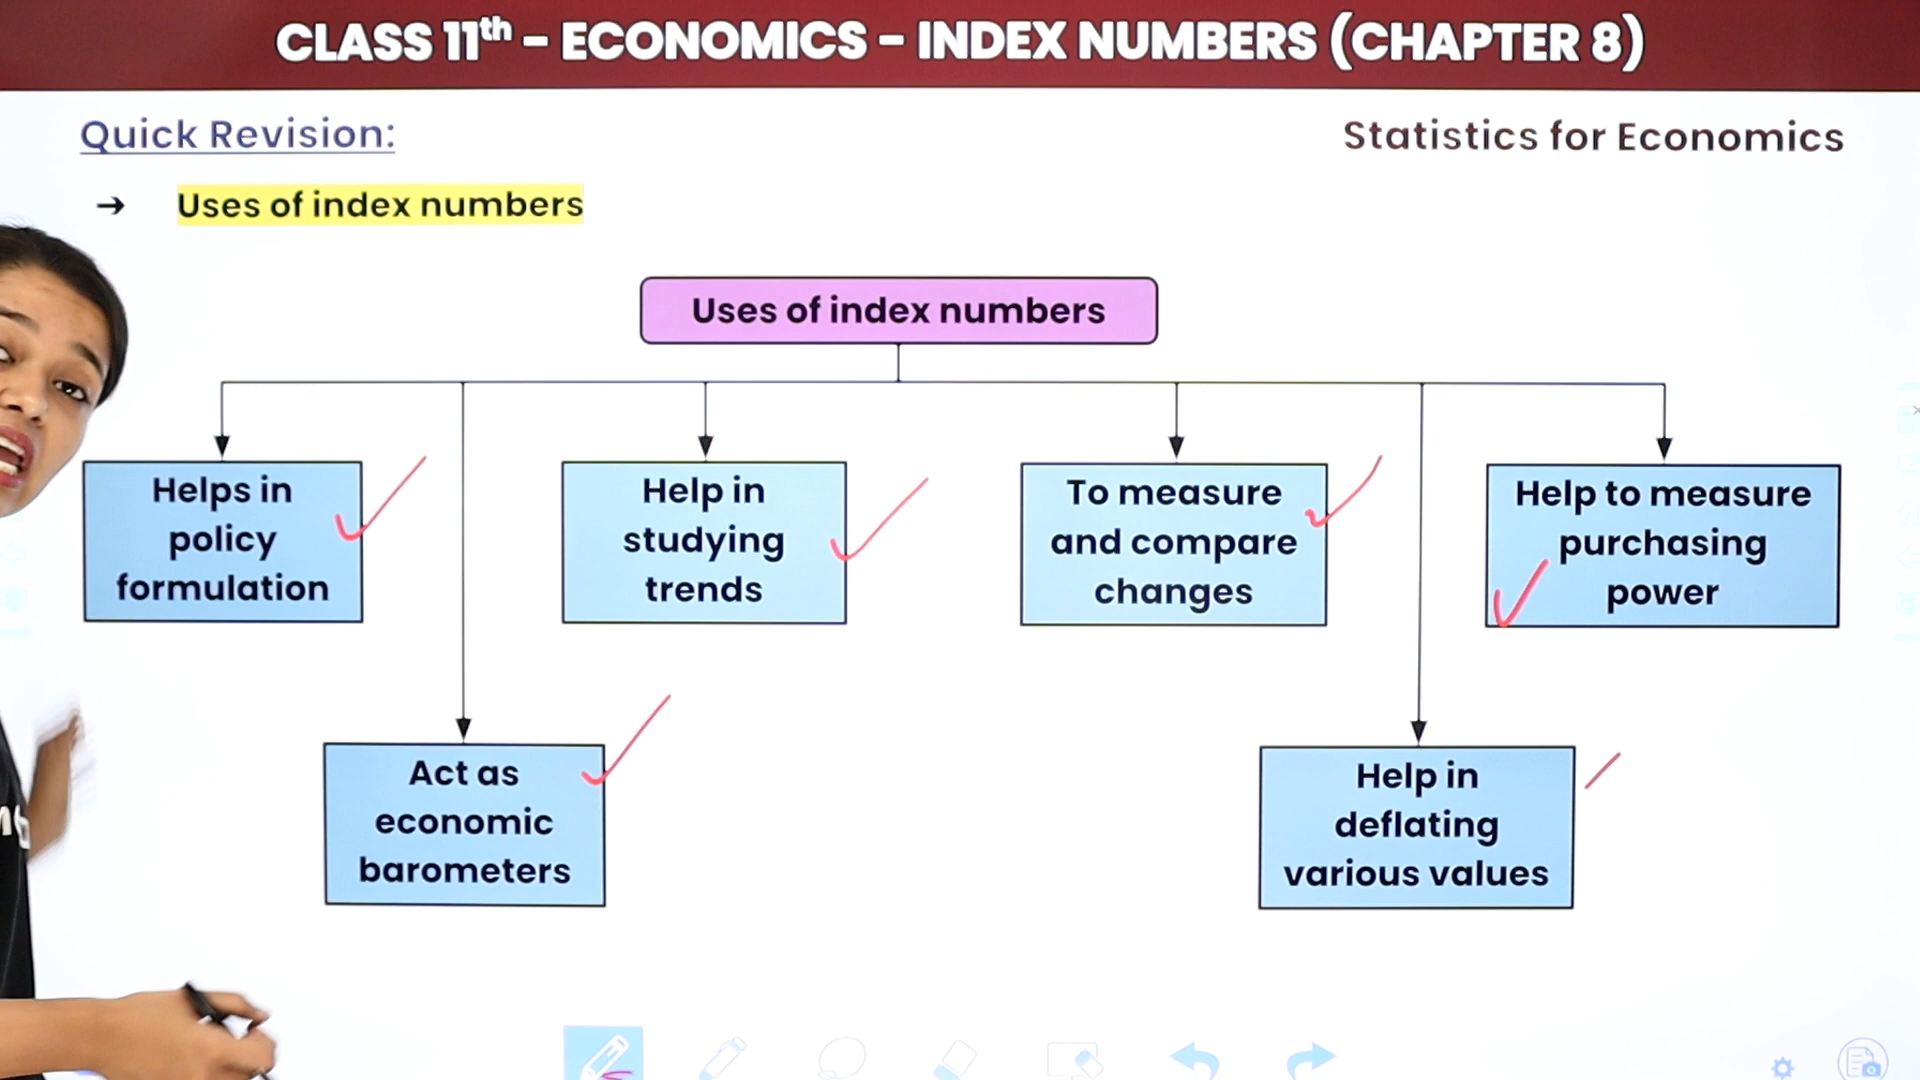 CLASS 11th - ECONOMICS - INDEX NUMBERS (CHAPTER 8)
Quick Revision:
Statistics for Economics
→ Uses of index numbers
Uses of index numbers
Helps in
policy
formulation
Help in
studying
trends
To measure
and compare
changes
Help to measure
purchasing
power
Act as
economic
barometers
Help in
deflating
various values